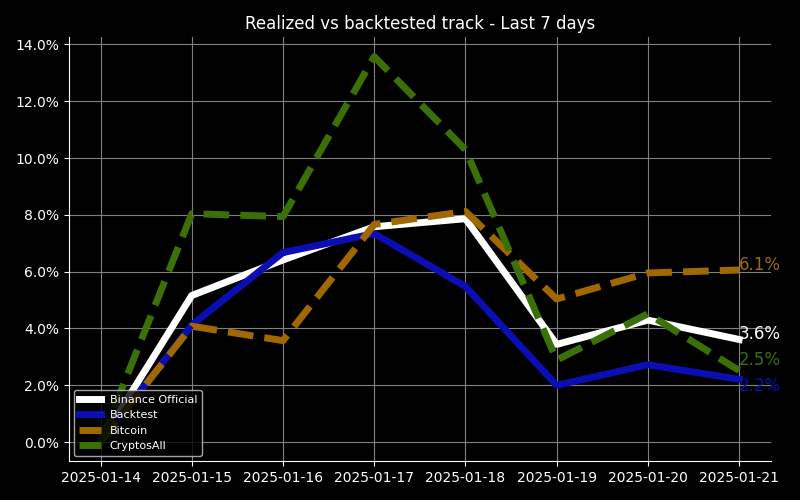 Realized vs backtested track - Last 7 days
14.0%
12.0%
10.0%
8.0%
6.0%
4.0%
2.0%
0.0%
6.1%
3.6%
2.5%
2.2%
Binance Official
Backtest
Bitcoin
CryptosAll
2025-01-14 2025-01-15 2025-01-16 2025-01-17 2025-01-18 2025-01-19 2025-01-20 2025-01-21